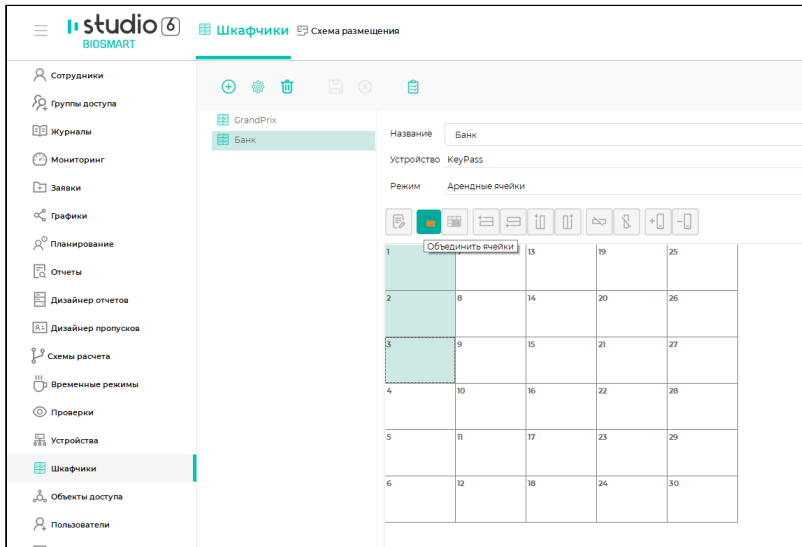 studio 6
BIOSMART
Шкафчики
Схема размещения
Сотрудники
Группы доступа
Журналы
Мониторинг
Заявки
Графики
Планирование
Отчеты
Дизайнер отчетов
Дизайнер пропусков
Схемы расчета
Временные режимы
Проверки
Устройства
Шкафчики
Объекты доступа
Пользователи
GrandPrix
Банк
Название Банк
Устройство KeyPass
Режим Арендные ячейки
Объединить ячейки
1 13 19 25
2 8 14 20 26
3 9 15 21 27
4 10 16 22 28
5 11 17 23 29
6 12 18 24 30